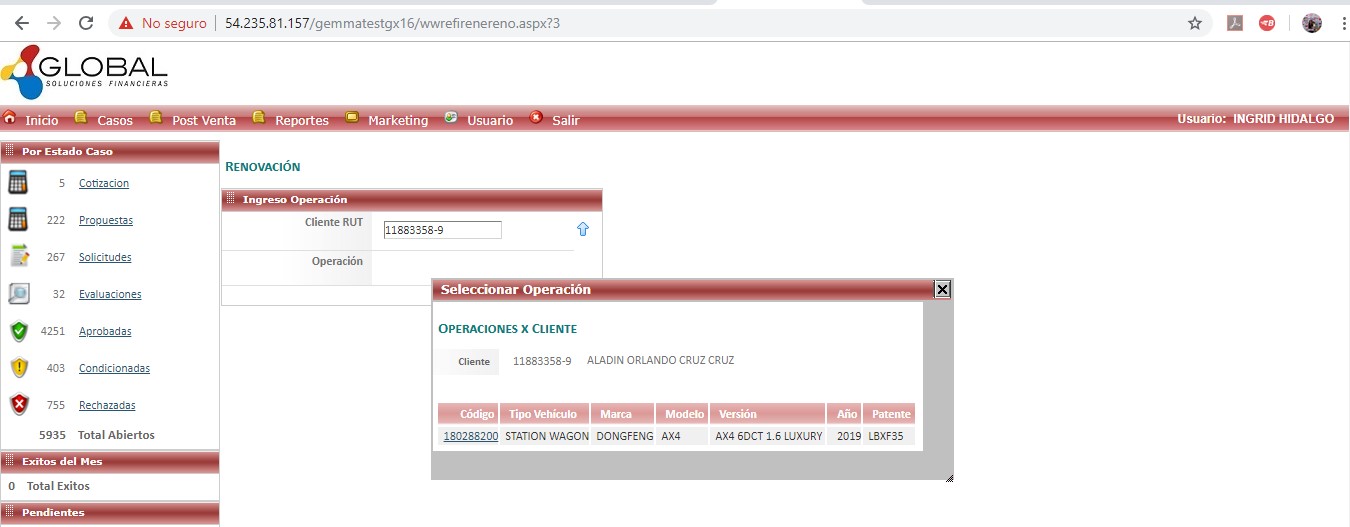 No seguro | 54.235.81.157/gemmatestgx16/wwrefirenereno.aspx?3
GLOBAL
SOLUCIONES FINANCIERAS
Inicio Casos Post Venta Reportes Marketing Usuario Salir Usuario: INGRID HIDALGO
Por Estado Caso
5 Cotizacion
222 Propuestas
267 Solicitudes
32 Evaluaciones
4251 Aprobadas
403 Condicionadas
755 Rechazadas
5935 Total Abiertos
Exitos del Mes
0 Total Exitos
Pendientes
RENOVACIÓN
Ingreso Operación
Cliente RUT 11883358-9
Operación
Seleccionar Operación
OPERACIONES X CLIENTE
Cliente 11883358-9 ALADIN ORLANDO CRUZ CRUZ
Código Tipo Vehículo Marca Modelo Versión Año Patente
180288200 STATION WAGON DONGFENG AX4 AX4 6DCT 1.6 LUXURY 2019 LBXF35